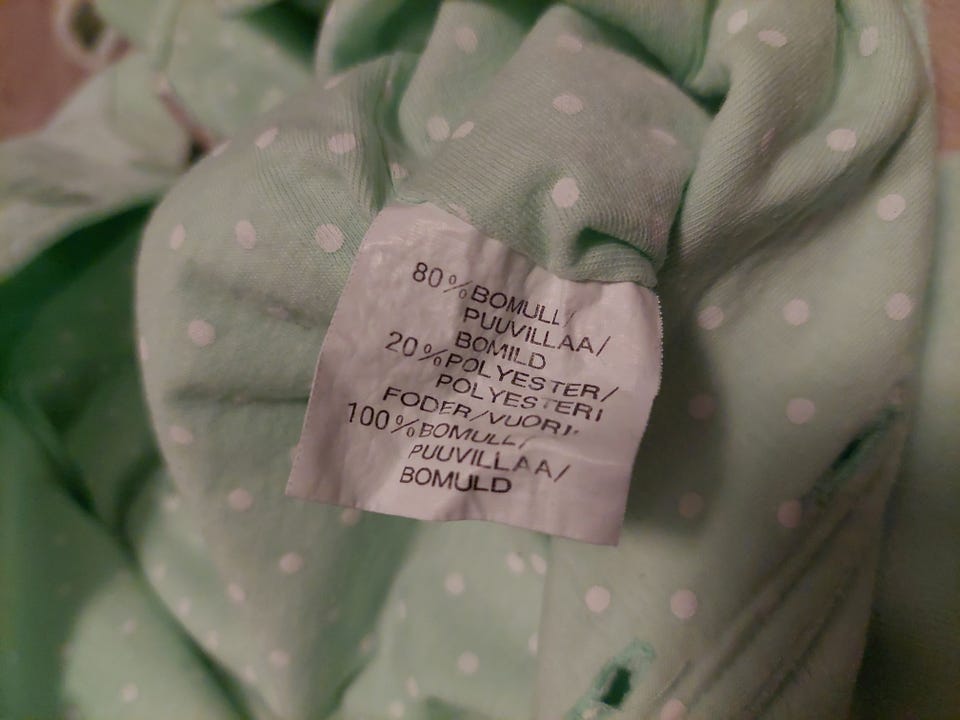 80%BOMULL/
PUUVILLAA/
BOMILD
20%POLYESTER/
POLYESTERI
FODER/VUORI:
100%BOMULL/
PUUVILLAA/
BOMULD